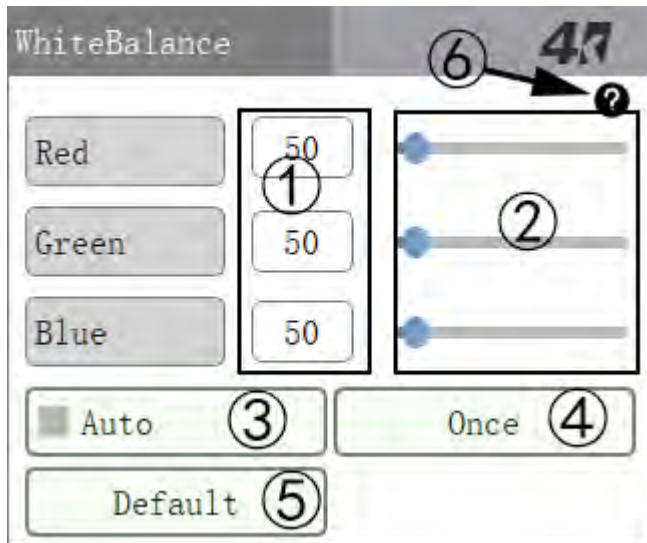 WhiteBalance 4K
⑥
Red 50
①
②
Green 50
Blue 50
Auto ③ Once ④
Default ⑤